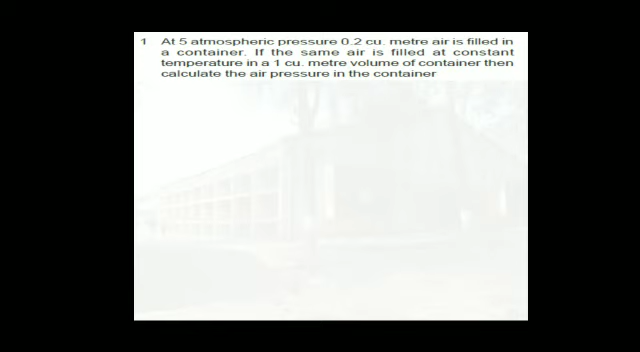 1 At 5 atmospheric pressure 0.2 cu. metre air is filled in
a container. If the same air is filled at constant
temperature in a 1 cu. metre volume of container then
calculate the air pressure in the container